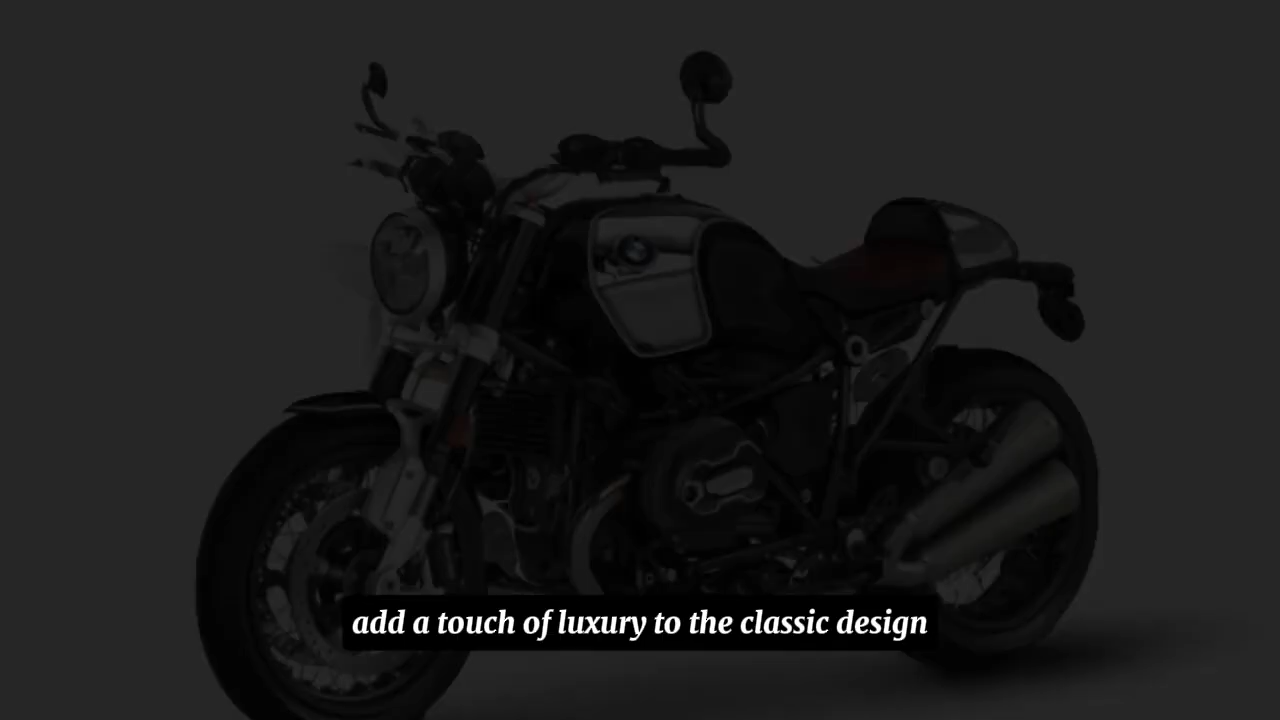 add a touch of luxury to the classic design